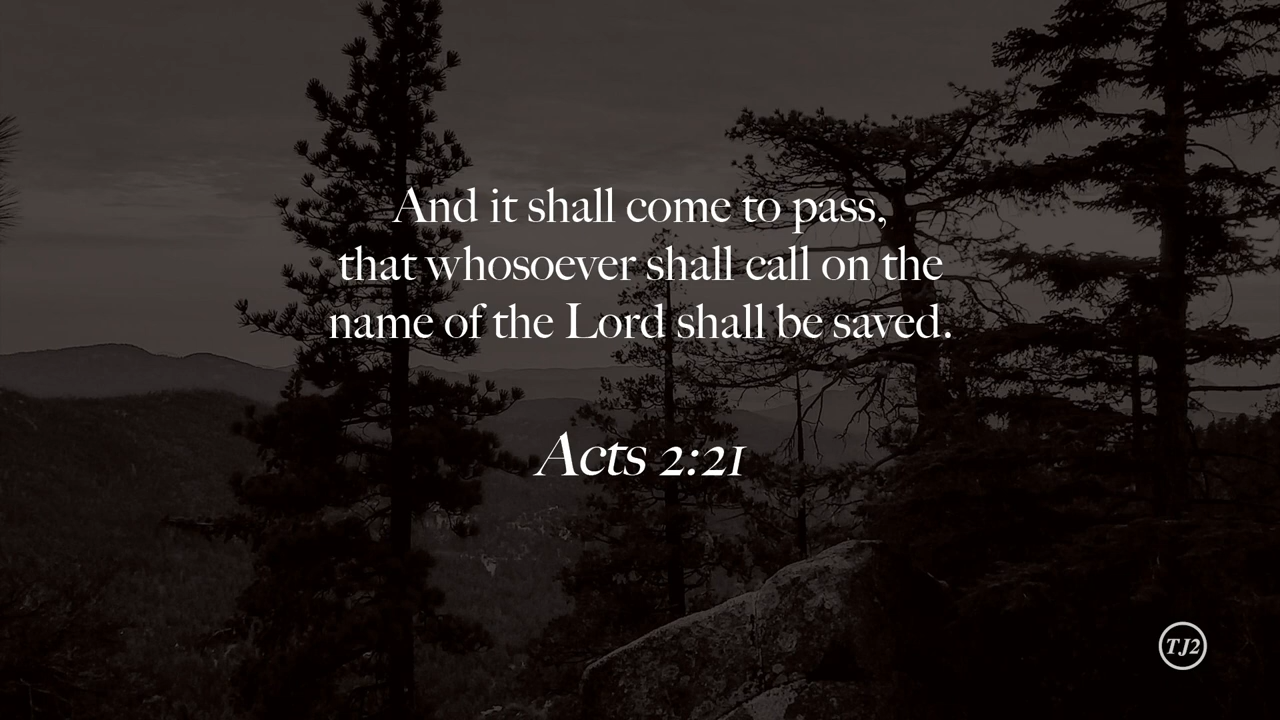 And it shall come to pass,
that whosoever shall call on the
name of the Lord shall be saved.
Acts 2:21
TJ2